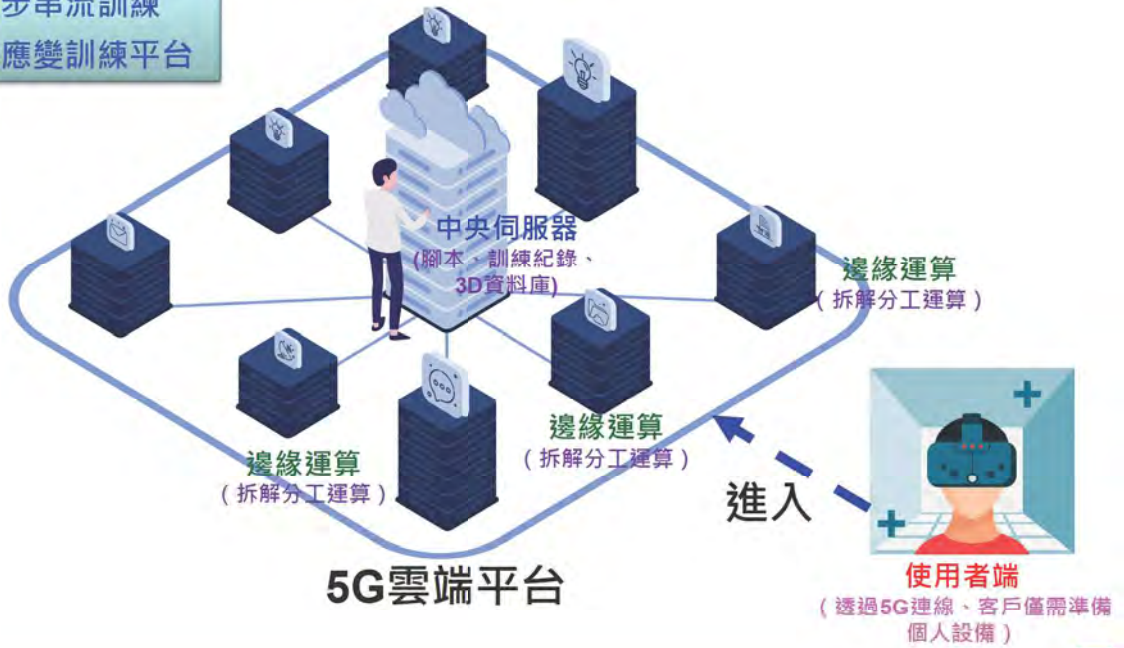 步串流訓練
應變訓練平台
中央伺服器
(腳本、訓練紀錄、
3D資料庫)
邊緣運算
（拆解分工運算）
邊緣運算
（拆解分工運算）
邊緣運算
（拆解分工運算）
進入
5G雲端平台
使用者端
（透過5G連線、客戶僅需準備
個人設備）